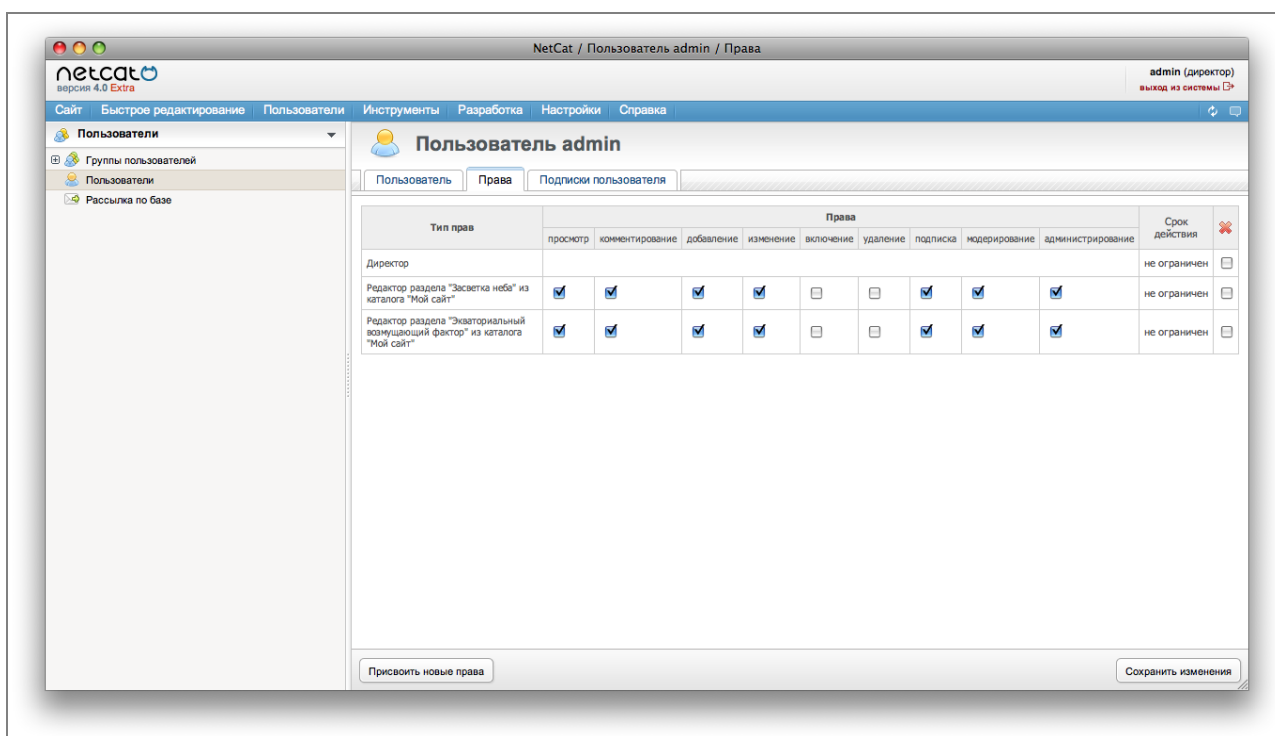 NetCat / Пользователь admin / Права
netcat
версия 4.0 Extra
admin (директор)
выход из системы
Сайт Быстрое редактирование Пользователи Инструменты Разработка Настройки Справка
Пользователи
Группы пользователей
Пользователи
Рассылка по базе
Пользователь admin
Пользователь Права Подписки пользователя
Тип прав
Права
Срок
действия
просмотр комментирование добавление изменение включение удаление подписка модерирование администрирование
Директор
не ограничен
Редактор раздела "Засветка неба" из
каталога "Мой сайт"
не ограничен
Редактор раздела "Экваториальный
возмущающий фактор" из каталога
"Мой сайт"
не ограничен
Присвоить новые права
Сохранить изменения